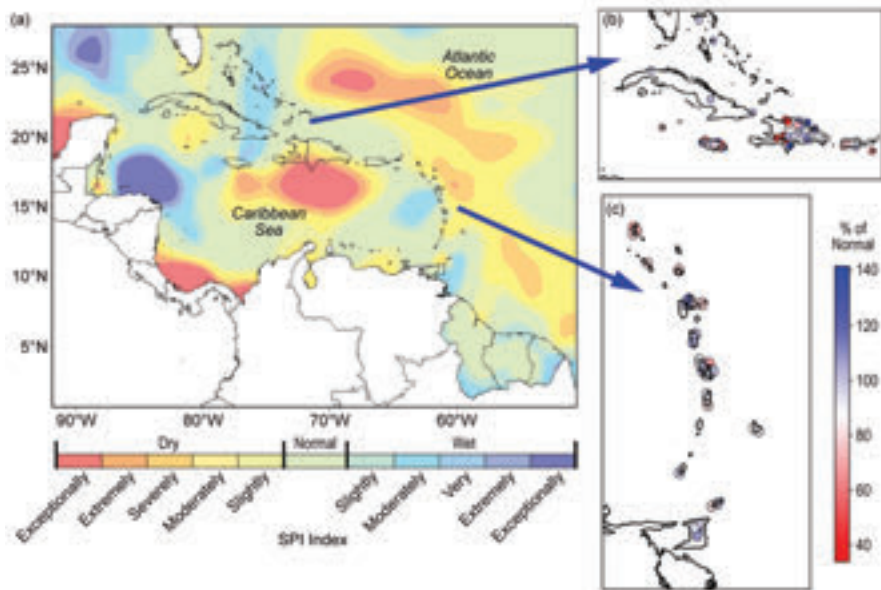 (a)
25°N
20°N
15°N
10°N
5°N
Atlantic
Ocean
Caribbean
Sea
90°W
80°W
70°W
60°W
Dry
Normal
Wet
Exceptionally
Extremely
Severely
Moderately
Slightly
Slightly
Moderately
Very
Extremely
Exceptionally
SPI Index
(b)
(c)
% of
Normal
140
120
100
80
60
40